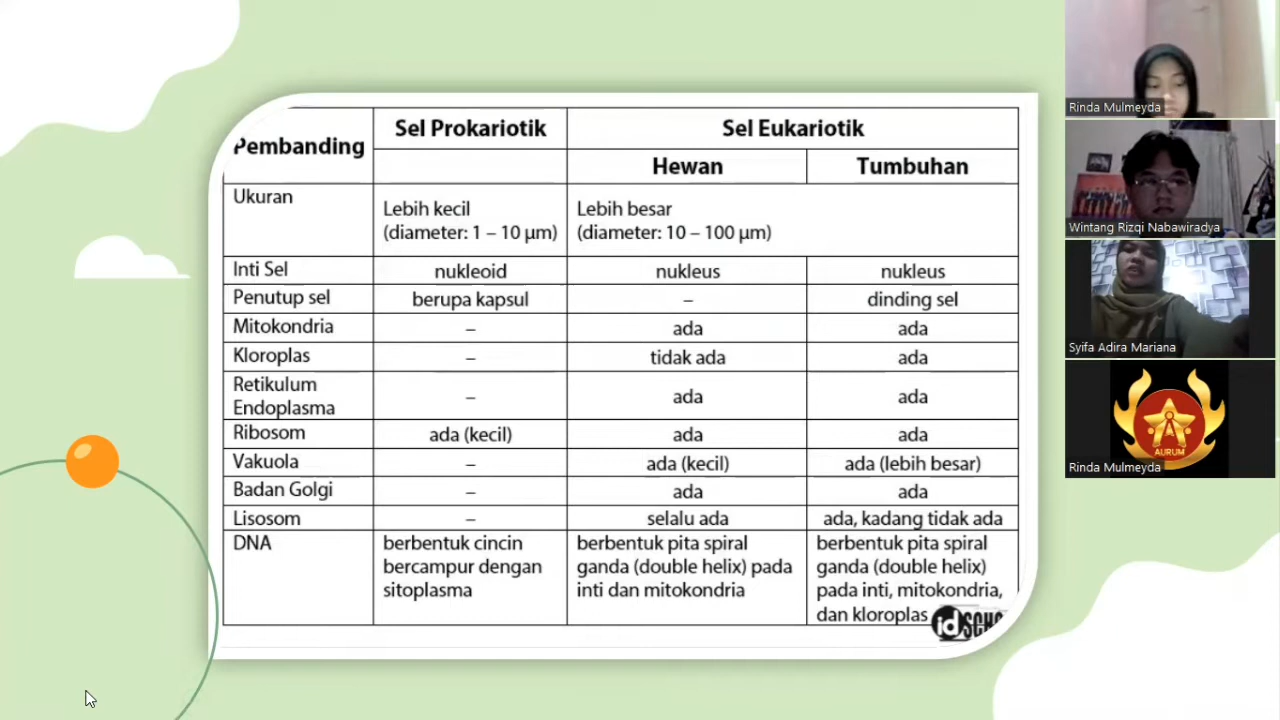 Pembanding Sel Prokariotik Sel Eukariotik
Hewan Tumbuhan
Ukuran
Lebih kecil Lebih besar
(diameter: 1 – 10 µm) (diameter: 10 – 100 µm)
Inti Sel nukleoid nukleus nukleus
Penutup sel berupa kapsul – dinding sel
Mitokondria – ada ada
Kloroplas – tidak ada ada
Retikulum
Endoplasma – ada ada
Ribosom ada (kecil) ada ada
Vakuola – ada (kecil) ada (lebih besar)
Badan Golgi – ada ada
Lisosom – selalu ada ada, kadang tidak ada
DNA berbentuk cincin berbentuk pita spiral berbentuk pita spiral
bercampur dengan ganda (double helix) pada ganda (double helix)
sitoplasma inti dan mitokondria pada inti, mitokondria,
dan kloroplas
id
Rinda Mulmeyda
Wintang Rizqi Nabawiradya
Syifa Adira Mariana
AURUM
Rinda Mulmeyda